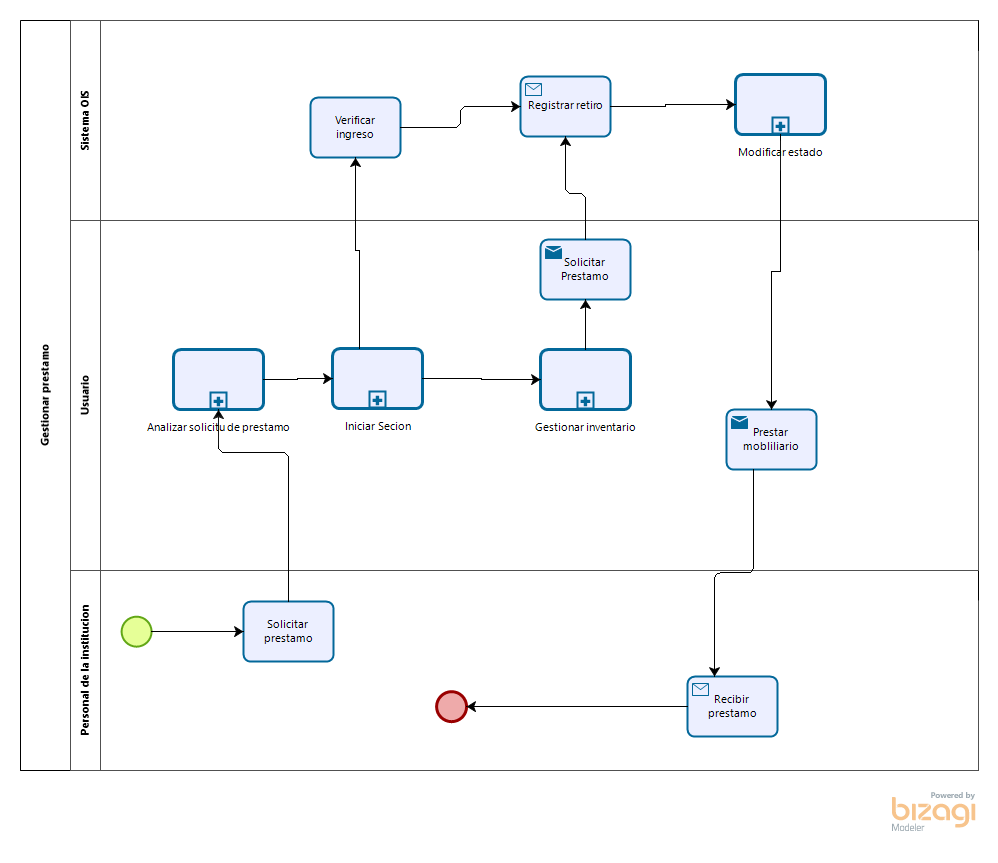 Gestionar prestamo
Sistema OIS
Verificar
ingreso
Registrar retiro
Modificar estado
Usuario
Solicitar
Prestamo
Analizar solicitu de prestamo
Iniciar Secion
Gestionar inventario
Prestar
mobliliario
Personal de la institucion
Solicitar
prestamo
Recibir
prestamo
Powered by
bizagi
Modeler